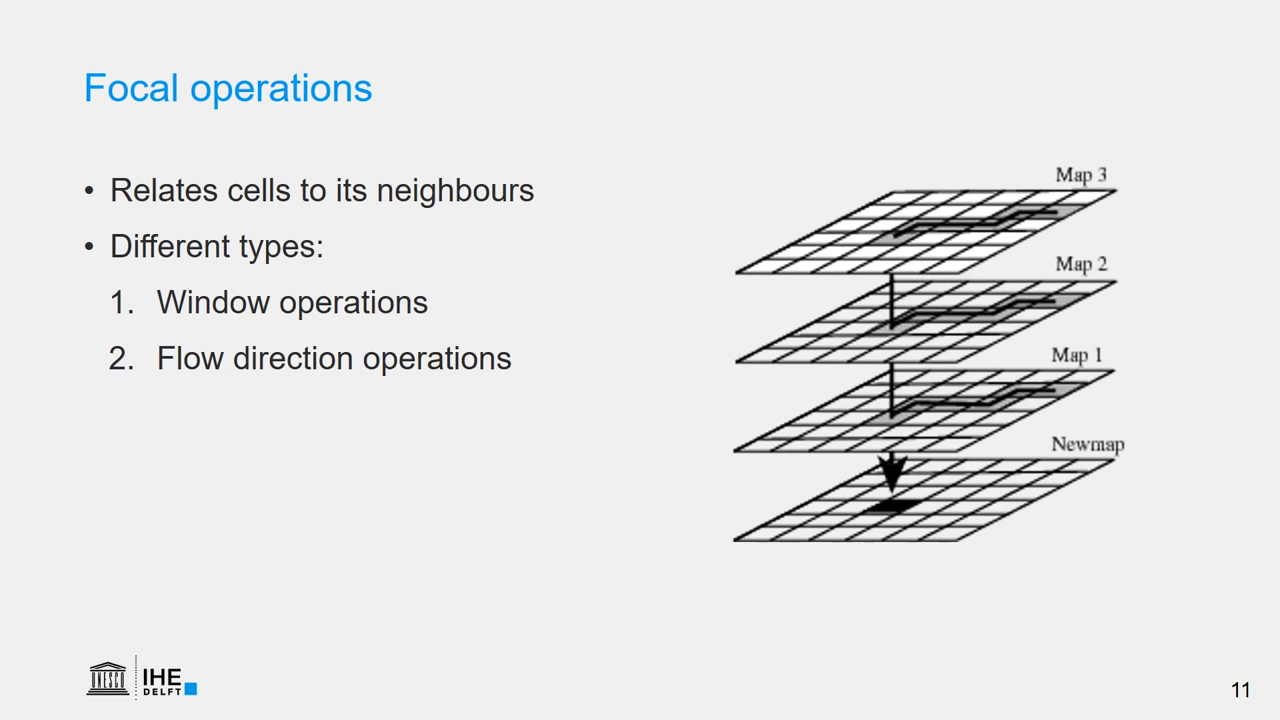 Focal operations
• Relates cells to its neighbours
• Different types:
1. Window operations
2. Flow direction operations
Map 3
Map 2
Map 1
Newmap
UNESCO
IHE
DELFT
11